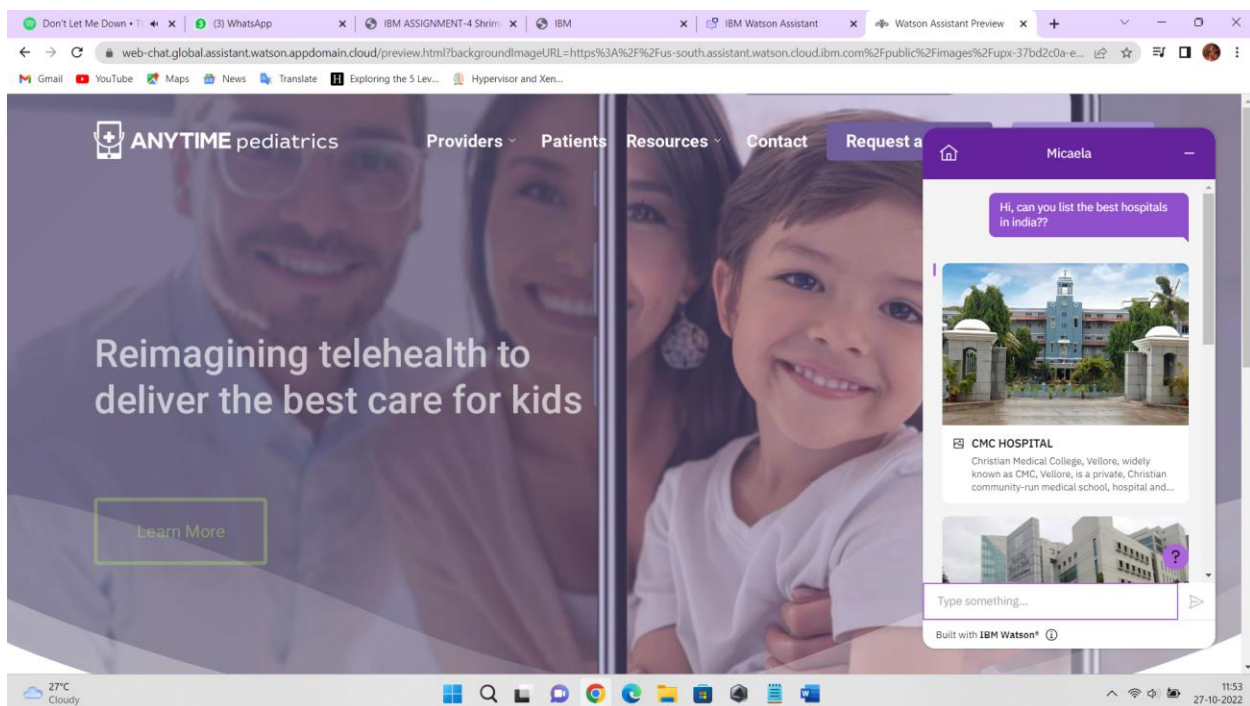 Don't Let Me Down • Ti
(3) WhatsApp
IBM ASSIGNMENT-4 Shrim
IBM
IBM Watson Assistant
Watson Assistant Preview
web-chat.global.assistant.watson.appdomain.cloud/preview.html?backgroundImageURL=https%3A%2F%2Fus-south.assistant.watson.cloud.ibm.com%2Fpublic%2Fimages%2Fupx-37bd2c0a-e...
Gmail
YouTube
Maps
News
Translate
Exploring the 5 Lev...
Hypervisor and Xen...
ANYTIME pediatrics
Providers
Patients
Resources
Contact
Request a
Reimagining telehealth to
deliver the best care for kids
Learn More
Micaela
Hi, can you list the best hospitals
in india??
CMC HOSPITAL
Christian Medical College, Vellore, widely
known as CMC, Vellore, is a private, Christian
community-run medical school, hospital and...
?
Type something...
Built with IBM Watson®
27°C
Cloudy
11:53
27-10-2022